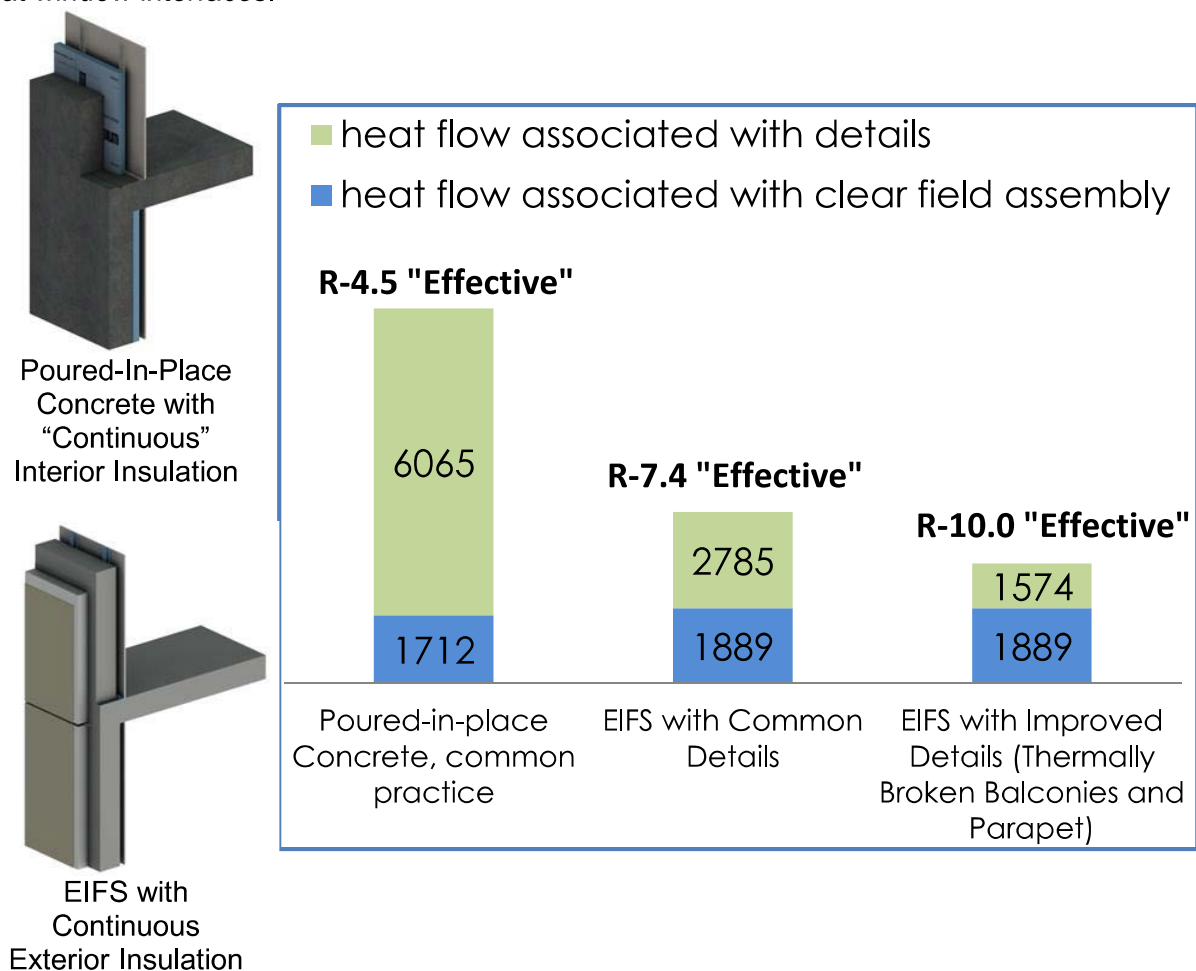 at window interfaces.
Poured-In-Place
Concrete with
“Continuous”
Interior Insulation
EIFS with
Continuous
Exterior Insulation
heat flow associated with details
heat flow associated with clear field assembly
R-4.5 "Effective"
6065
1712
R-7.4 "Effective"
2785
1889
R-10.0 "Effective"
1574
1889
Poured-in-place
Concrete, common
practice
EIFS with Common
Details
EIFS with Improved
Details (Thermally
Broken Balconies and
Parapet)